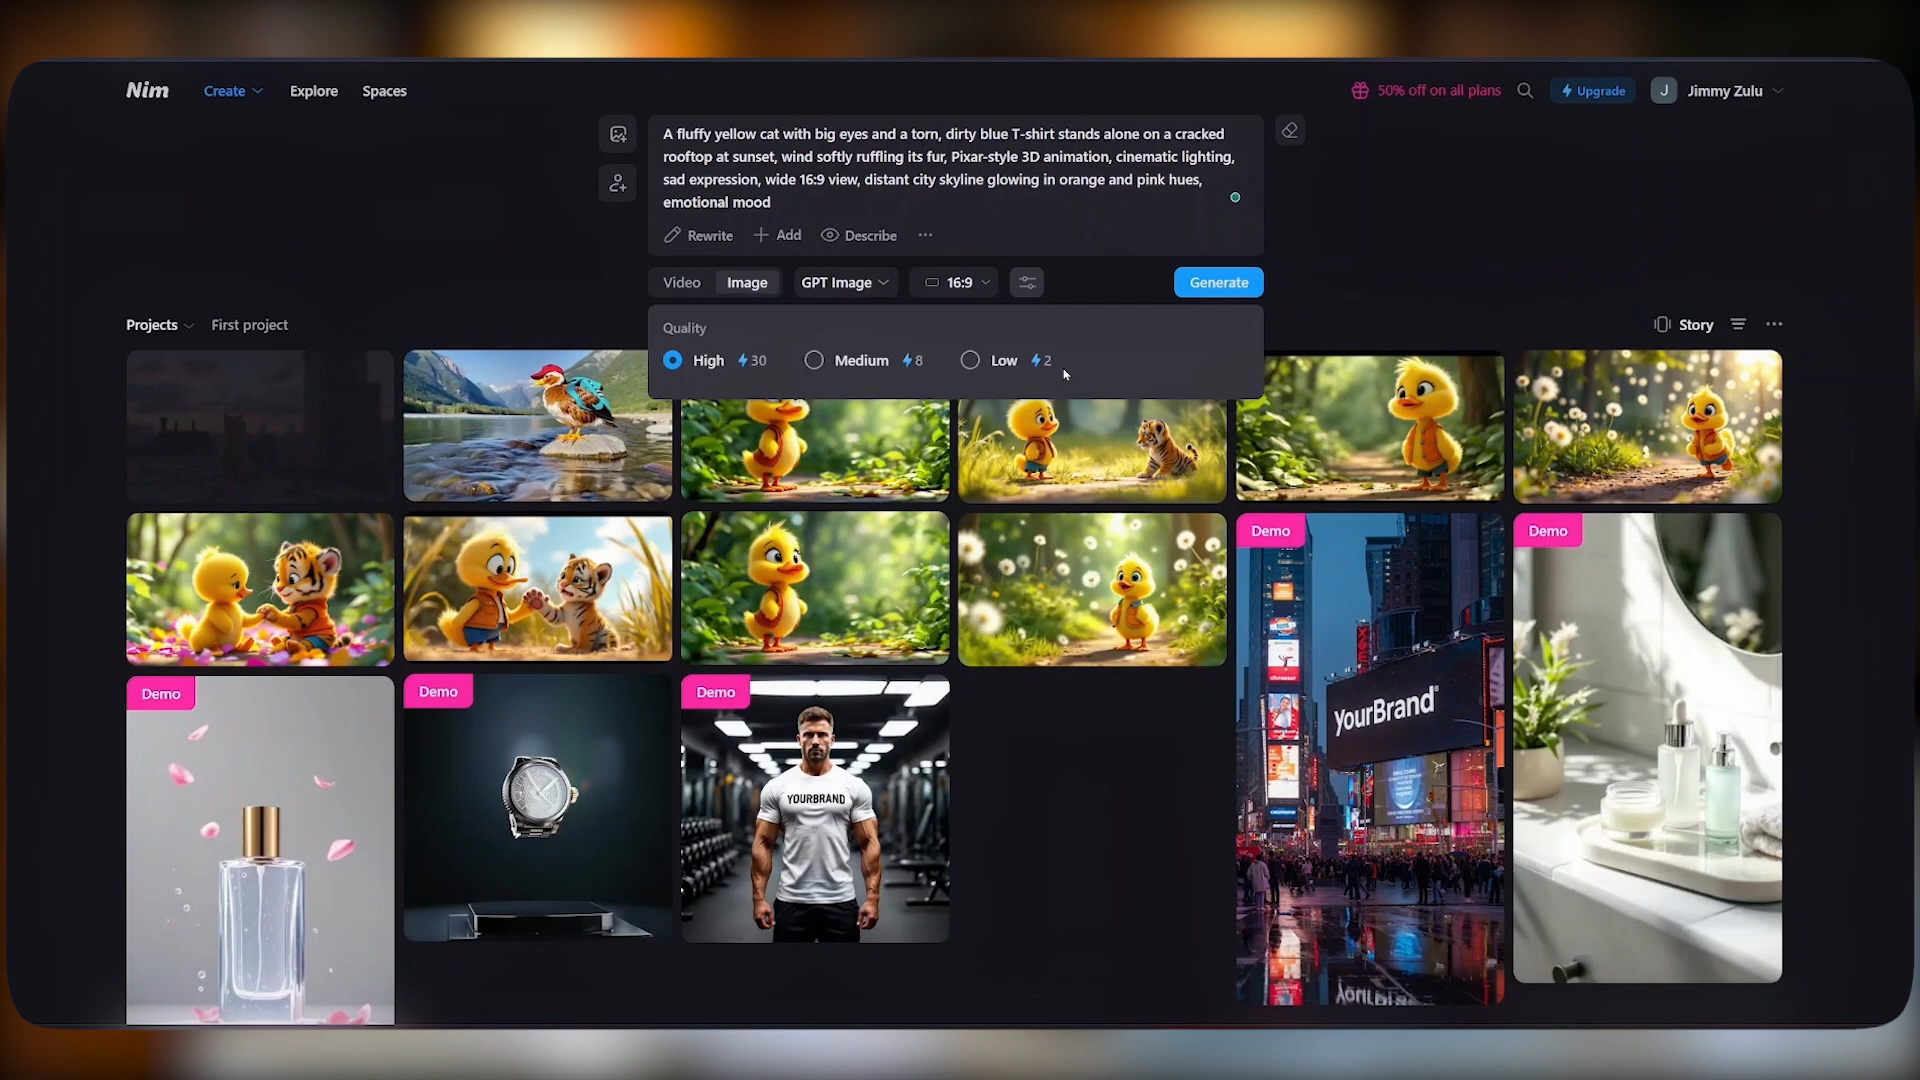 Nim Create Explore Spaces 50% off on all plans Upgrade J Jimmy Zulu
A fluffy yellow cat with big eyes and a torn, dirty blue T-shirt stands alone on a cracked
rooftop at sunset, wind softly ruffling its fur, Pixar-style 3D animation, cinematic lighting,
sad expression, wide 16:9 view, distant city skyline glowing in orange and pink hues,
emotional mood
Rewrite Add Describe
Video Image GPT Image 16:9 Generate
Quality
High 30 Medium 8 Low 2
Projects First project Story
Demo
Demo
YourBrand
Demo
Demo
Demo
YOURBRAND